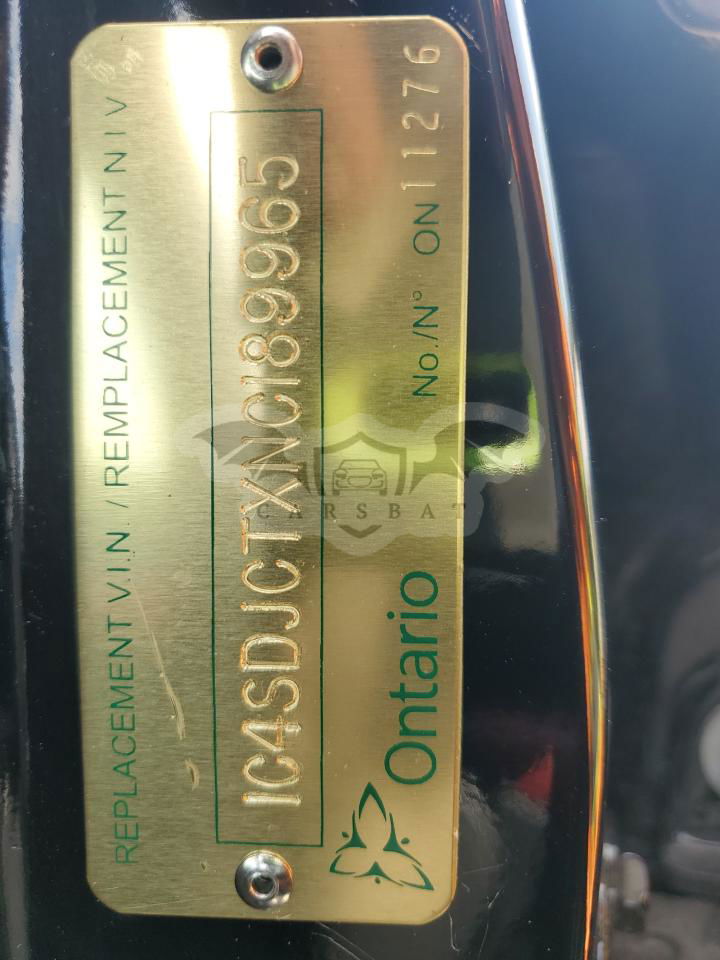 REPLACEMENT V.I.N. / REMPLACEMENT N I V
1C4SDJCTXNC189965
Ontario No./N° ON 11276
CARSBAT